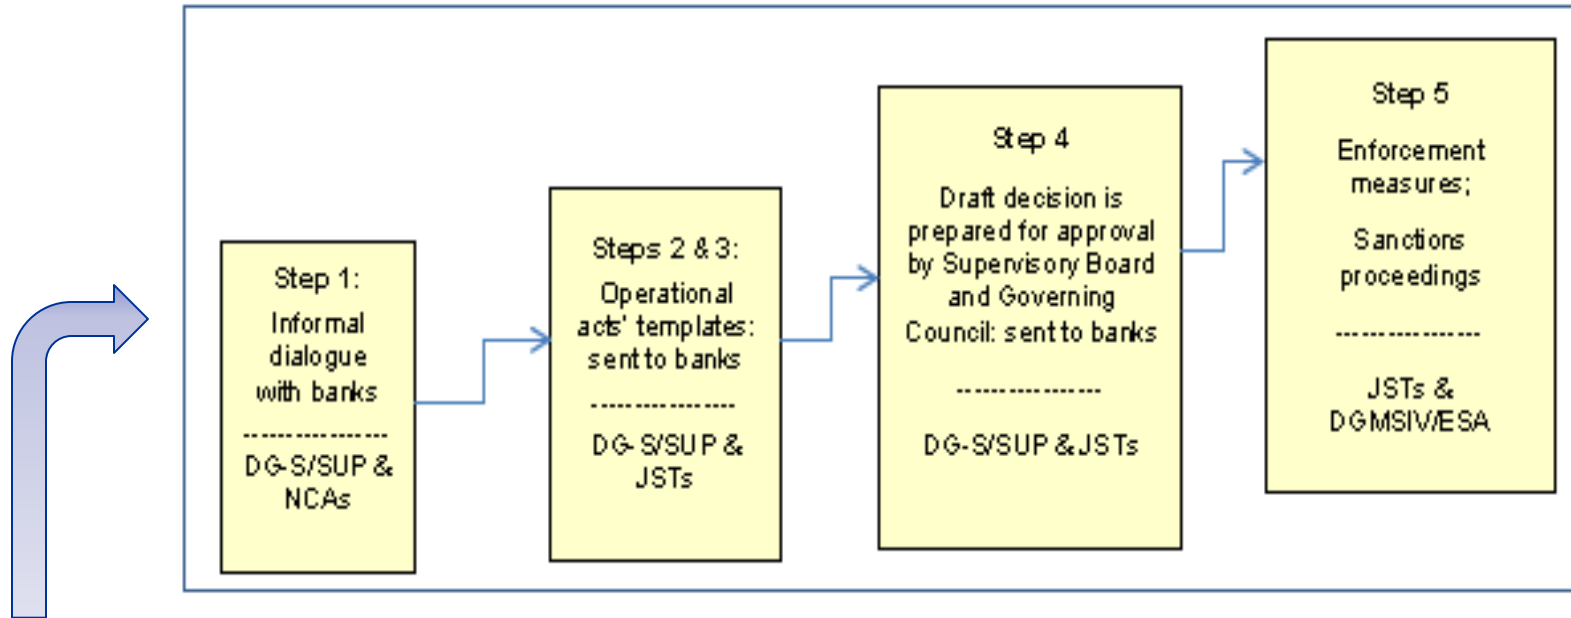 Step 1:
Informal
dialogue
with banks
-----------------
DG-S/SUP &
NCAs
Steps 2 & 3:
Operational
acts' templates:
sent to banks
-----------------
DG-S/SUP &
JSTs
Step 4
Draft decision is
prepared for approval
by Supervisory Board
and Governing
Council: sent to banks
-----------------
DG-S/SUP & JSTs
Step 5
Enforcement
measures;
Sanctions
proceedings
-----------------
JSTs &
DGMSIV/ESA